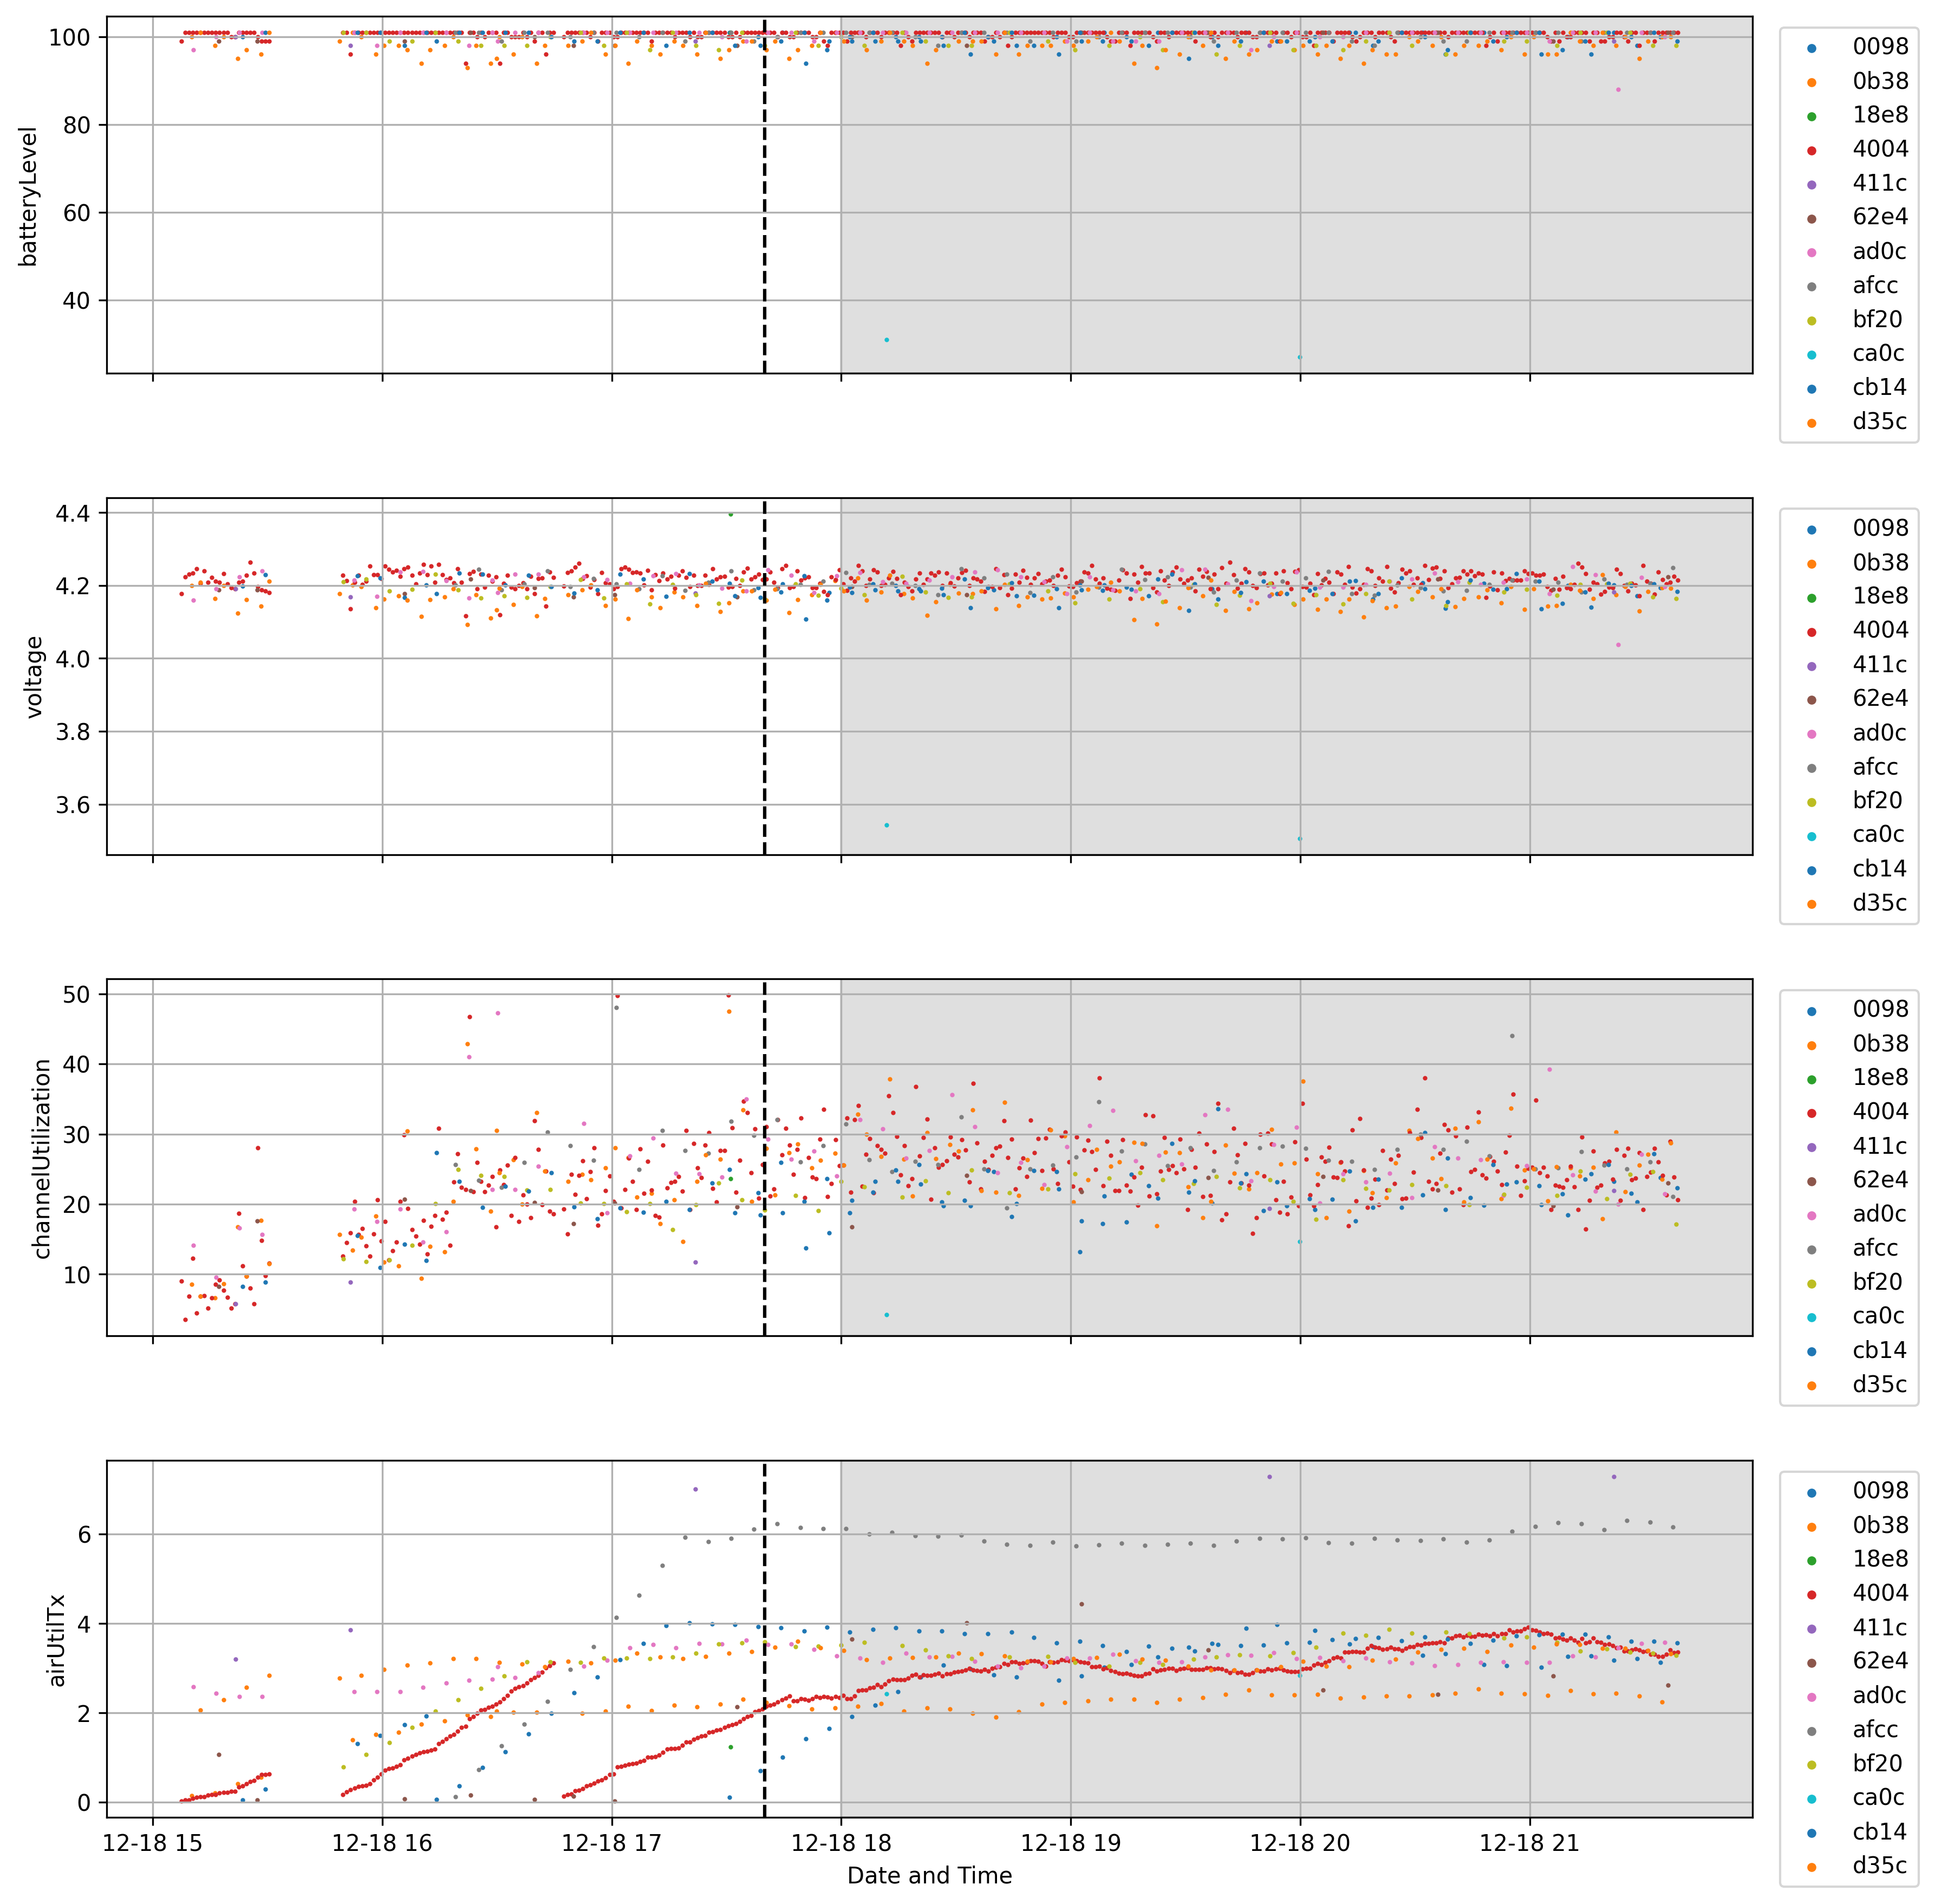 batteryLevel
100
80
60
40
0098
0b38
18e8
4004
411c
62e4
ad0c
afcc
bf20
ca0c
cb14
d35c
voltage
4.4
4.2
4.0
3.8
3.6
0098
0b38
18e8
4004
411c
62e4
ad0c
afcc
bf20
ca0c
cb14
d35c
channelUtilization
50
40
30
20
10
0098
0b38
18e8
4004
411c
62e4
ad0c
afcc
bf20
ca0c
cb14
d35c
airUtilTx
6
4
2
0
0098
0b38
18e8
4004
411c
62e4
ad0c
afcc
bf20
ca0c
cb14
d35c
12-18 15 12-18 16 12-18 17 12-18 18 12-18 19 12-18 20 12-18 21
Date and Time